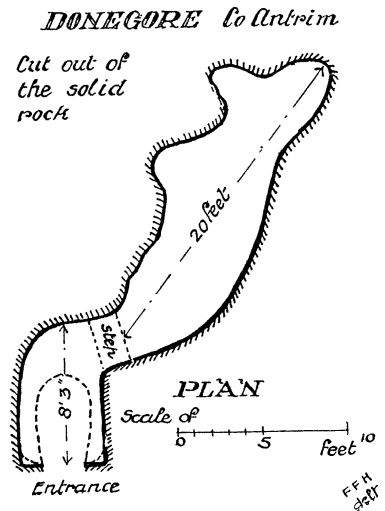 DONEGORE Co Antrim
Cut out of
the solid
rock
20 feet
step
8'3"
PLAN
Scale of
0 5 feet 10
Entrance
F F H
delt